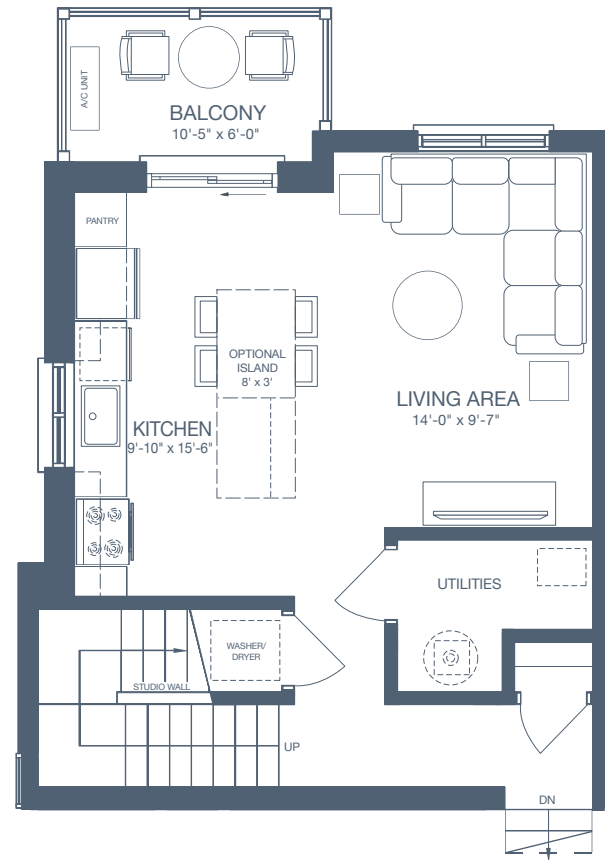 A/C UNIT
BALCONY
10'-5" x 6'-0"
PANTRY
OPTIONAL
ISLAND
8' x 3'
LIVING AREA
14'-0" x 9'-7"
KITCHEN
9'-10" x 15'-6"
UTILITIES
WASHER/
DRYER
STUDIO WALL
UP
DN